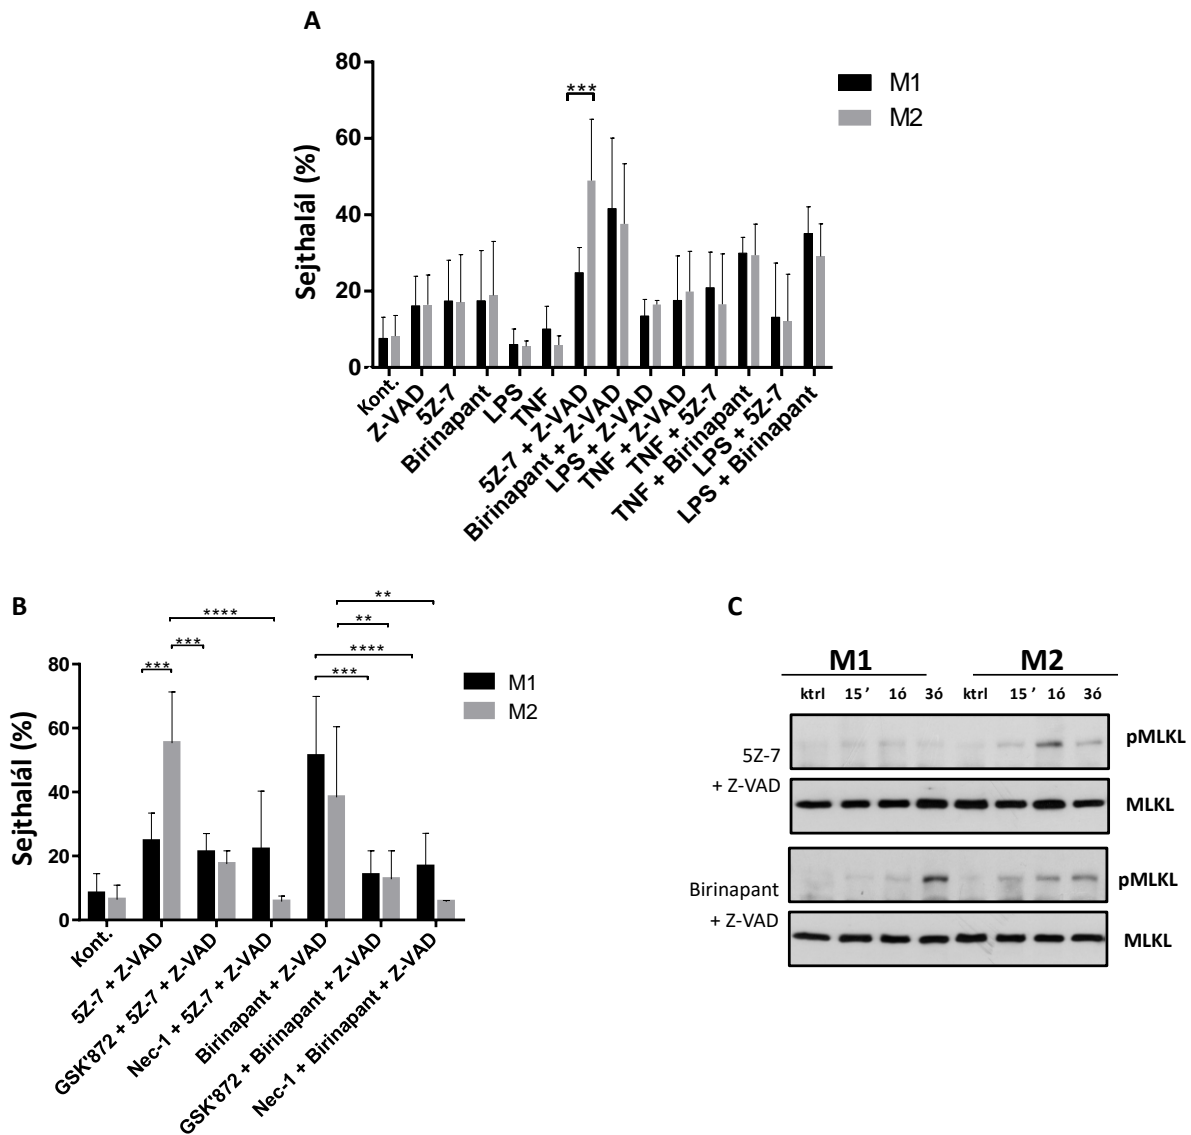 A
80
60
40
20
0
Sejthalál (%)
***
M1
M2
Kont.
Z-VAD
5Z-7
Birinapant
LPS
TNF
5Z-7 + Z-VAD
Birinapant + Z-VAD
LPS + Z-VAD
TNF + Z-VAD
TNF + 5Z-7
TNF + Birinapant
LPS + 5Z-7
LPS + Birinapant
B
80
60
40
20
0
Sejthalál (%)
***
***
****
***
****
**
**
M1
M2
Kont.
5Z-7 + Z-VAD
GSK'872 + 5Z-7 + Z-VAD
Nec-1 + 5Z-7 + Z-VAD
Birinapant + Z-VAD
GSK'872 + Birinapant + Z-VAD
Nec-1 + Birinapant + Z-VAD
C
M1 M2
ktrl 15’ 1ó 3ó ktrl 15’ 1ó 3ó
5Z-7
+ Z-VAD
pMLKL
MLKL
Birinapant
+ Z-VAD
pMLKL
MLKL